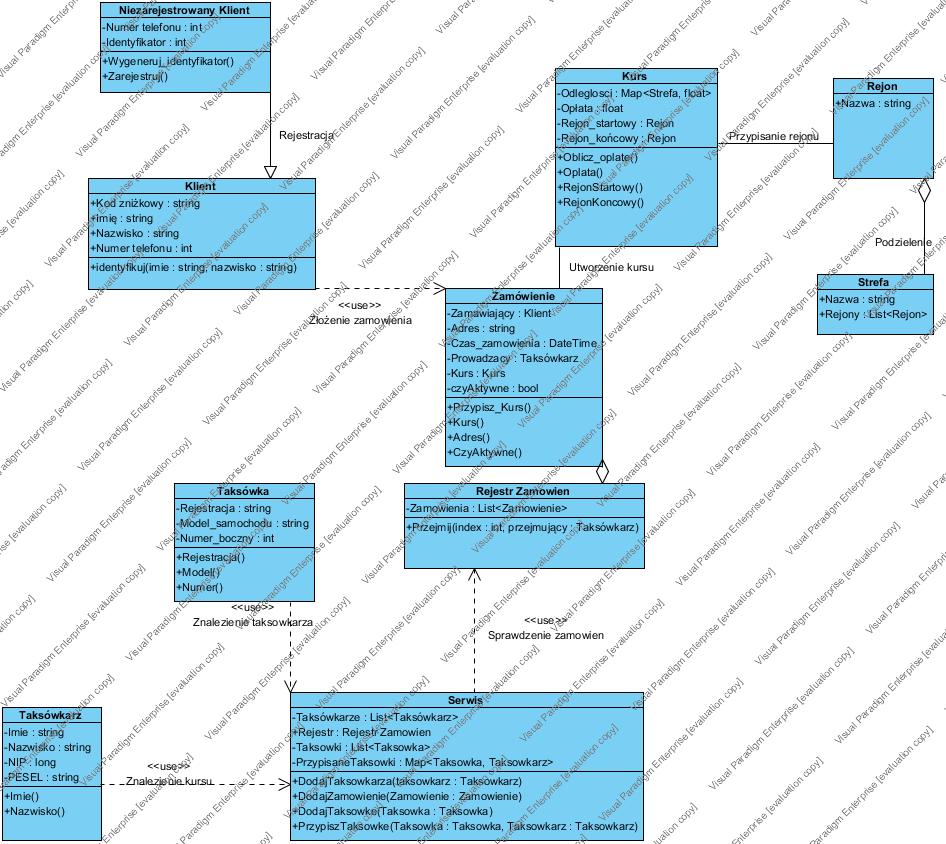 Niezarejestrowany Klient
-Numer telefonu : int
-Identyfikator : int
+Wygeneruj_identyfikator()
+Zarejestruj()
Rejestracja
Klient
+Kod zniżkowy : string
+Imię : string
+Nazwisko : string
+Numer telefonu : int
+identyfikuj(imie : string, nazwisko : string)
<<use>>
Złożenie zamowienia
Kurs
-Odleglosci : Map<Strefa, float>
-Opłata : float
-Rejon_startowy : Rejon
-Rejon_końcowy : Rejon
+Oblicz_oplate()
+Oplata()
+RejonStartowy()
+RejonKoncowy()
Przypisanie rejonu
Rejon
+Nazwa : string
Podzielenie
Strefa
+Nazwa : string
+Rejony : List<Rejon>
Utworzenie kursu
Zamówienie
-Zamawiający : Klient
-Adres : string
-Czas_zamowienia : DateTime
-Prowadzacy : Taksówkarz
-Kurs : Kurs
-czyAktywne : bool
+Przypisz_Kurs()
+Kurs()
+Adres()
+CzyAktywne()
Taksówka
-Rejestracja : string
-Model_samochodu : string
-Numer_boczny : int
+Rejestracja()
+Model()
+Numer()
<<use>>
Znalezienie taksowkarza
Rejestr Zamowien
-Zamowienia : List<Zamowienie>
+Przejmij(index : int, przejmujący : Taksówkarz)
<<use>>
Sprawdzenie zamowien
Taksówkarz
-Imie : string
-Nazwisko : string
-NIP : long
-PESEL : string
+Imie()
+Nazwisko()
<<use>>
Znalezienie kursu
Serwis
-Taksówkarze : List<Taksówkarz>
+Rejestr : Rejestr Zamowien
-Taksowki : List<Taksowka>
-PrzypisaneTaksowki : Map<Taksowka, Taksowkarz>
+DodajTaksowkarza(taksowkarz : Taksowkarz)
+DodajZamowienie(Zamowienie : Zamowienie)
+DodajTaksowke(Taksowka : Taksowka)
+PrzypiszTaksowke(Taksowka : Taksowka, Taksowkarz : Taksowkarz)
Visual Paradigm Enterprise [evaluation copy]